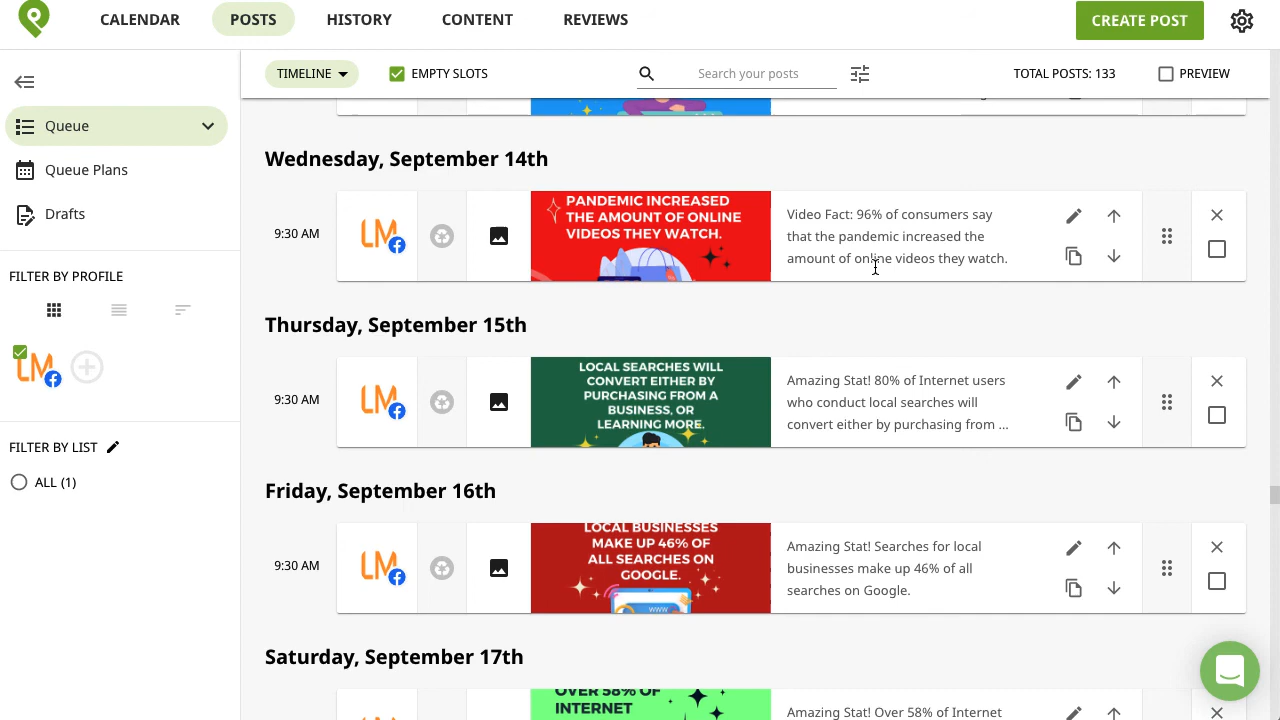 CALENDAR POSTS HISTORY CONTENT REVIEWS CREATE POST
TIMELINE EMPTY SLOTS Search your posts TOTAL POSTS: 133 PREVIEW
Queue
Queue Plans
Drafts
FILTER BY PROFILE
LM
FILTER BY LIST
ALL (1)
Wednesday, September 14th
9:30 AM
LM
PANDEMIC INCREASED
THE AMOUNT OF ONLINE
VIDEOS THEY WATCH.
Video Fact: 96% of consumers say
that the pandemic increased the
amount of online videos they watch.
Thursday, September 15th
9:30 AM
LM
LOCAL SEARCHES WILL
CONVERT EITHER BY
PURCHASING FROM A
BUSINESS, OR
LEARNING MORE.
Amazing Stat! 80% of Internet users
who conduct local searches will
convert either by purchasing from ...
Friday, September 16th
9:30 AM
LM
LOCAL BUSINESSES
MAKE UP 46% OF
ALL SEARCHES ON
GOOGLE.
WWW
Amazing Stat! Searches for local
businesses make up 46% of all
searches on Google.
Saturday, September 17th
OVER 58% OF
INTERNET
Amazing Stat! Over 58% of Internet